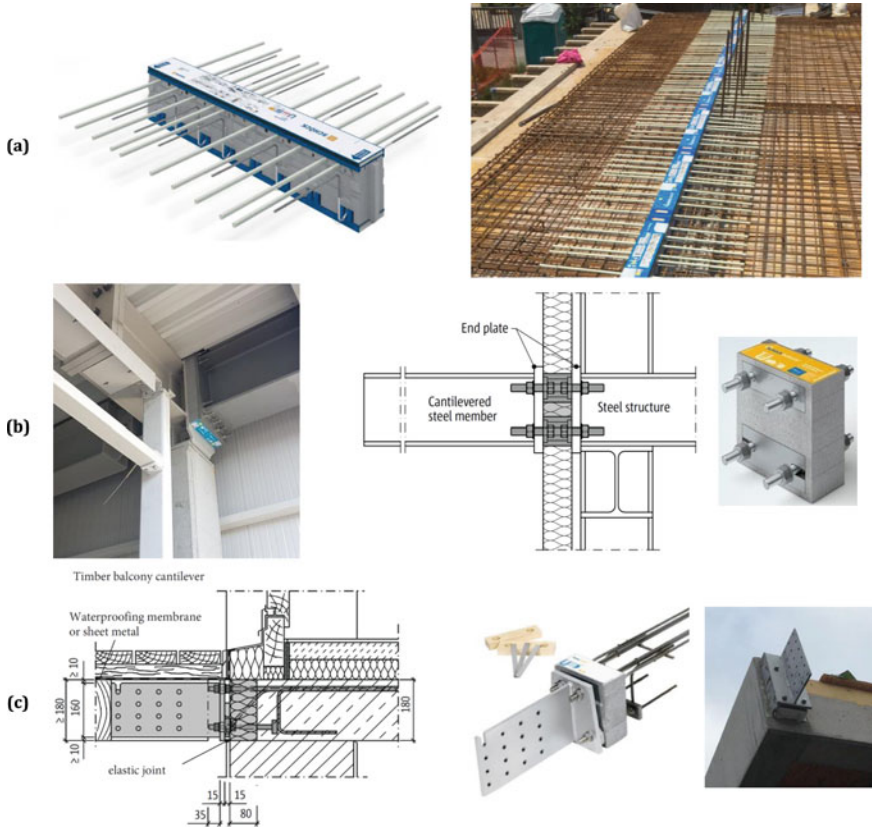 (a)
SCHÖCK
(b)
End plate
Cantilevered
steel member
Steel structure
(c)
Timber balcony cantilever
Waterproofing membrane
or sheet metal
≥ 10
≥ 180
160
≥ 10
180
elastic joint
15
15
35
80